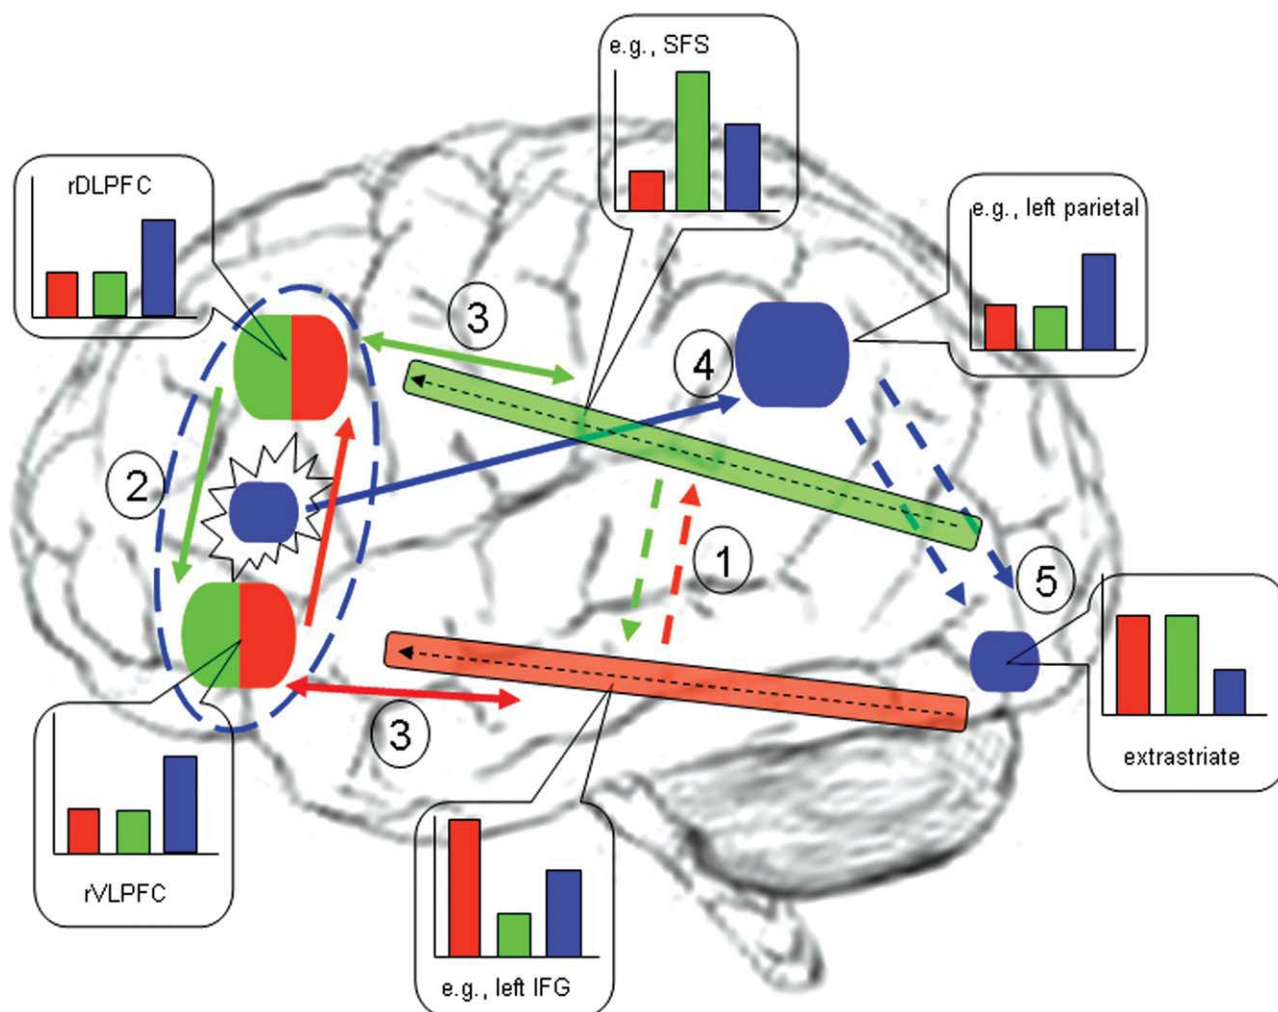 e.g., SFS
rDLPFC
e.g., left parietal
3
4
2
1
5
3
extrastriate
rVLPFC
e.g., left IFG